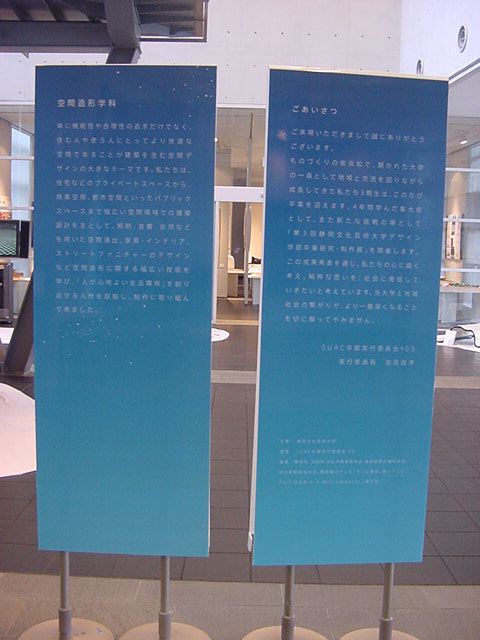 空間造形学科
単に機能性や合理性の追求だけでなく、
住む人や使う人にとってより快適な
空間であることが建築を含む空間デ
ザインの大きなテーマです。私たちは、
住宅などのプライベートスペースから、
商業空間、都市空間といったパブリック
スペースまで幅広い空間領域での建築
設計を主として、照明、音響、自然など
を用いた空間演出、家具・インテリア、
ストリートファニチャーのデザイン
など空間造形に関する幅広い技術を
学び、「人が心地よい生活環境」を創り
出せる人材を目指し、制作に取り組ん
で来ました。
ごあいさつ
ご来場いただきまして誠にありがとう
ございます。
ものづくりの街浜松で、開かれた大学
の一員として地域と交流を図りながら
成長してきた私たち3期生は、このたび
卒業を迎えます。4年間学んだ集大成
として、また新たな挑戦の場として
「第3回静岡文化芸術大学デザイン
学部卒業研究・制作展」を開催します。
この成果発表を通じ、私たちの心に描く
考え、純粋な思いを、社会に発信して
いきたいと考えています。当大学と地域
社会の繋がりが、より一層深くなること
を切に願ってやみません。
SUAC卒展実行委員会+05
実行委員長
主催 静岡文化芸術大学